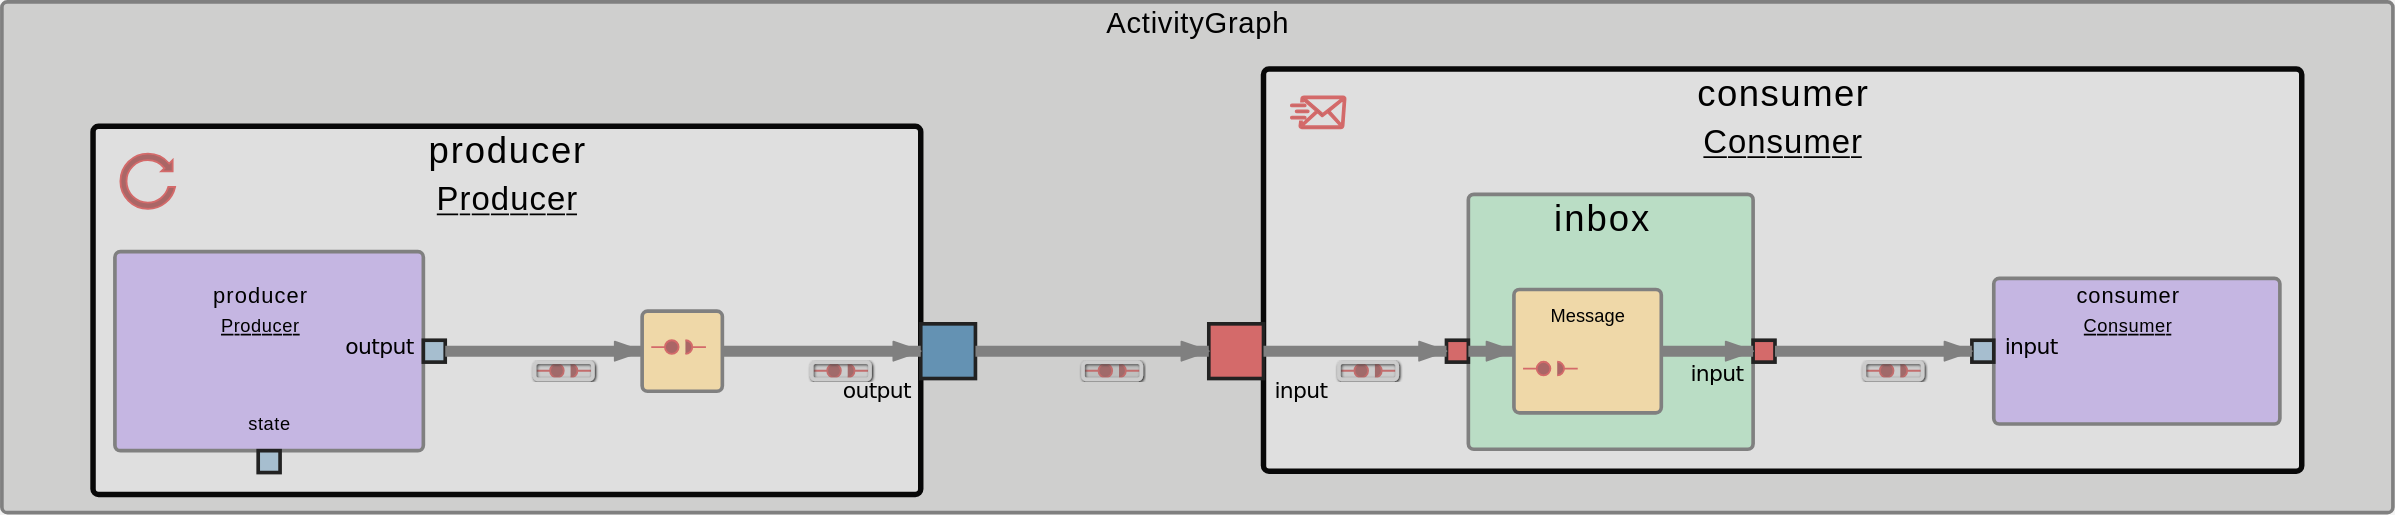 ActivityGraph
producer
Producer
producer
Producer
output
state
output
consumer
Consumer
input
inbox
Message
input
consumer
Consumer
input